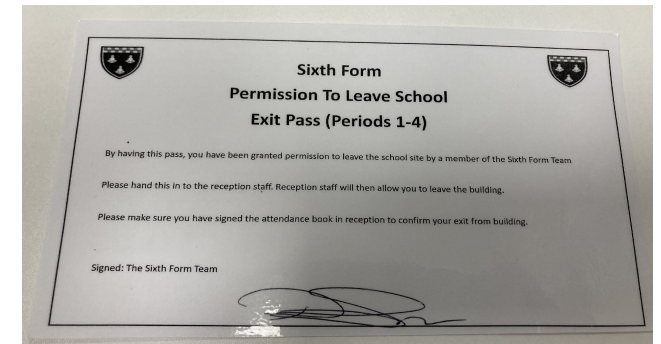 Sixth Form
Permission To Leave School
Exit Pass (Periods 1-4)
By having this pass, you have been granted permission to leave the school site by a member of the Sixth Form Team
Please hand this in to the reception staff. Reception staff will then allow you to leave the building.
Please make sure you have signed the attendance book in reception to confirm your exit from building.
Signed: The Sixth Form Team